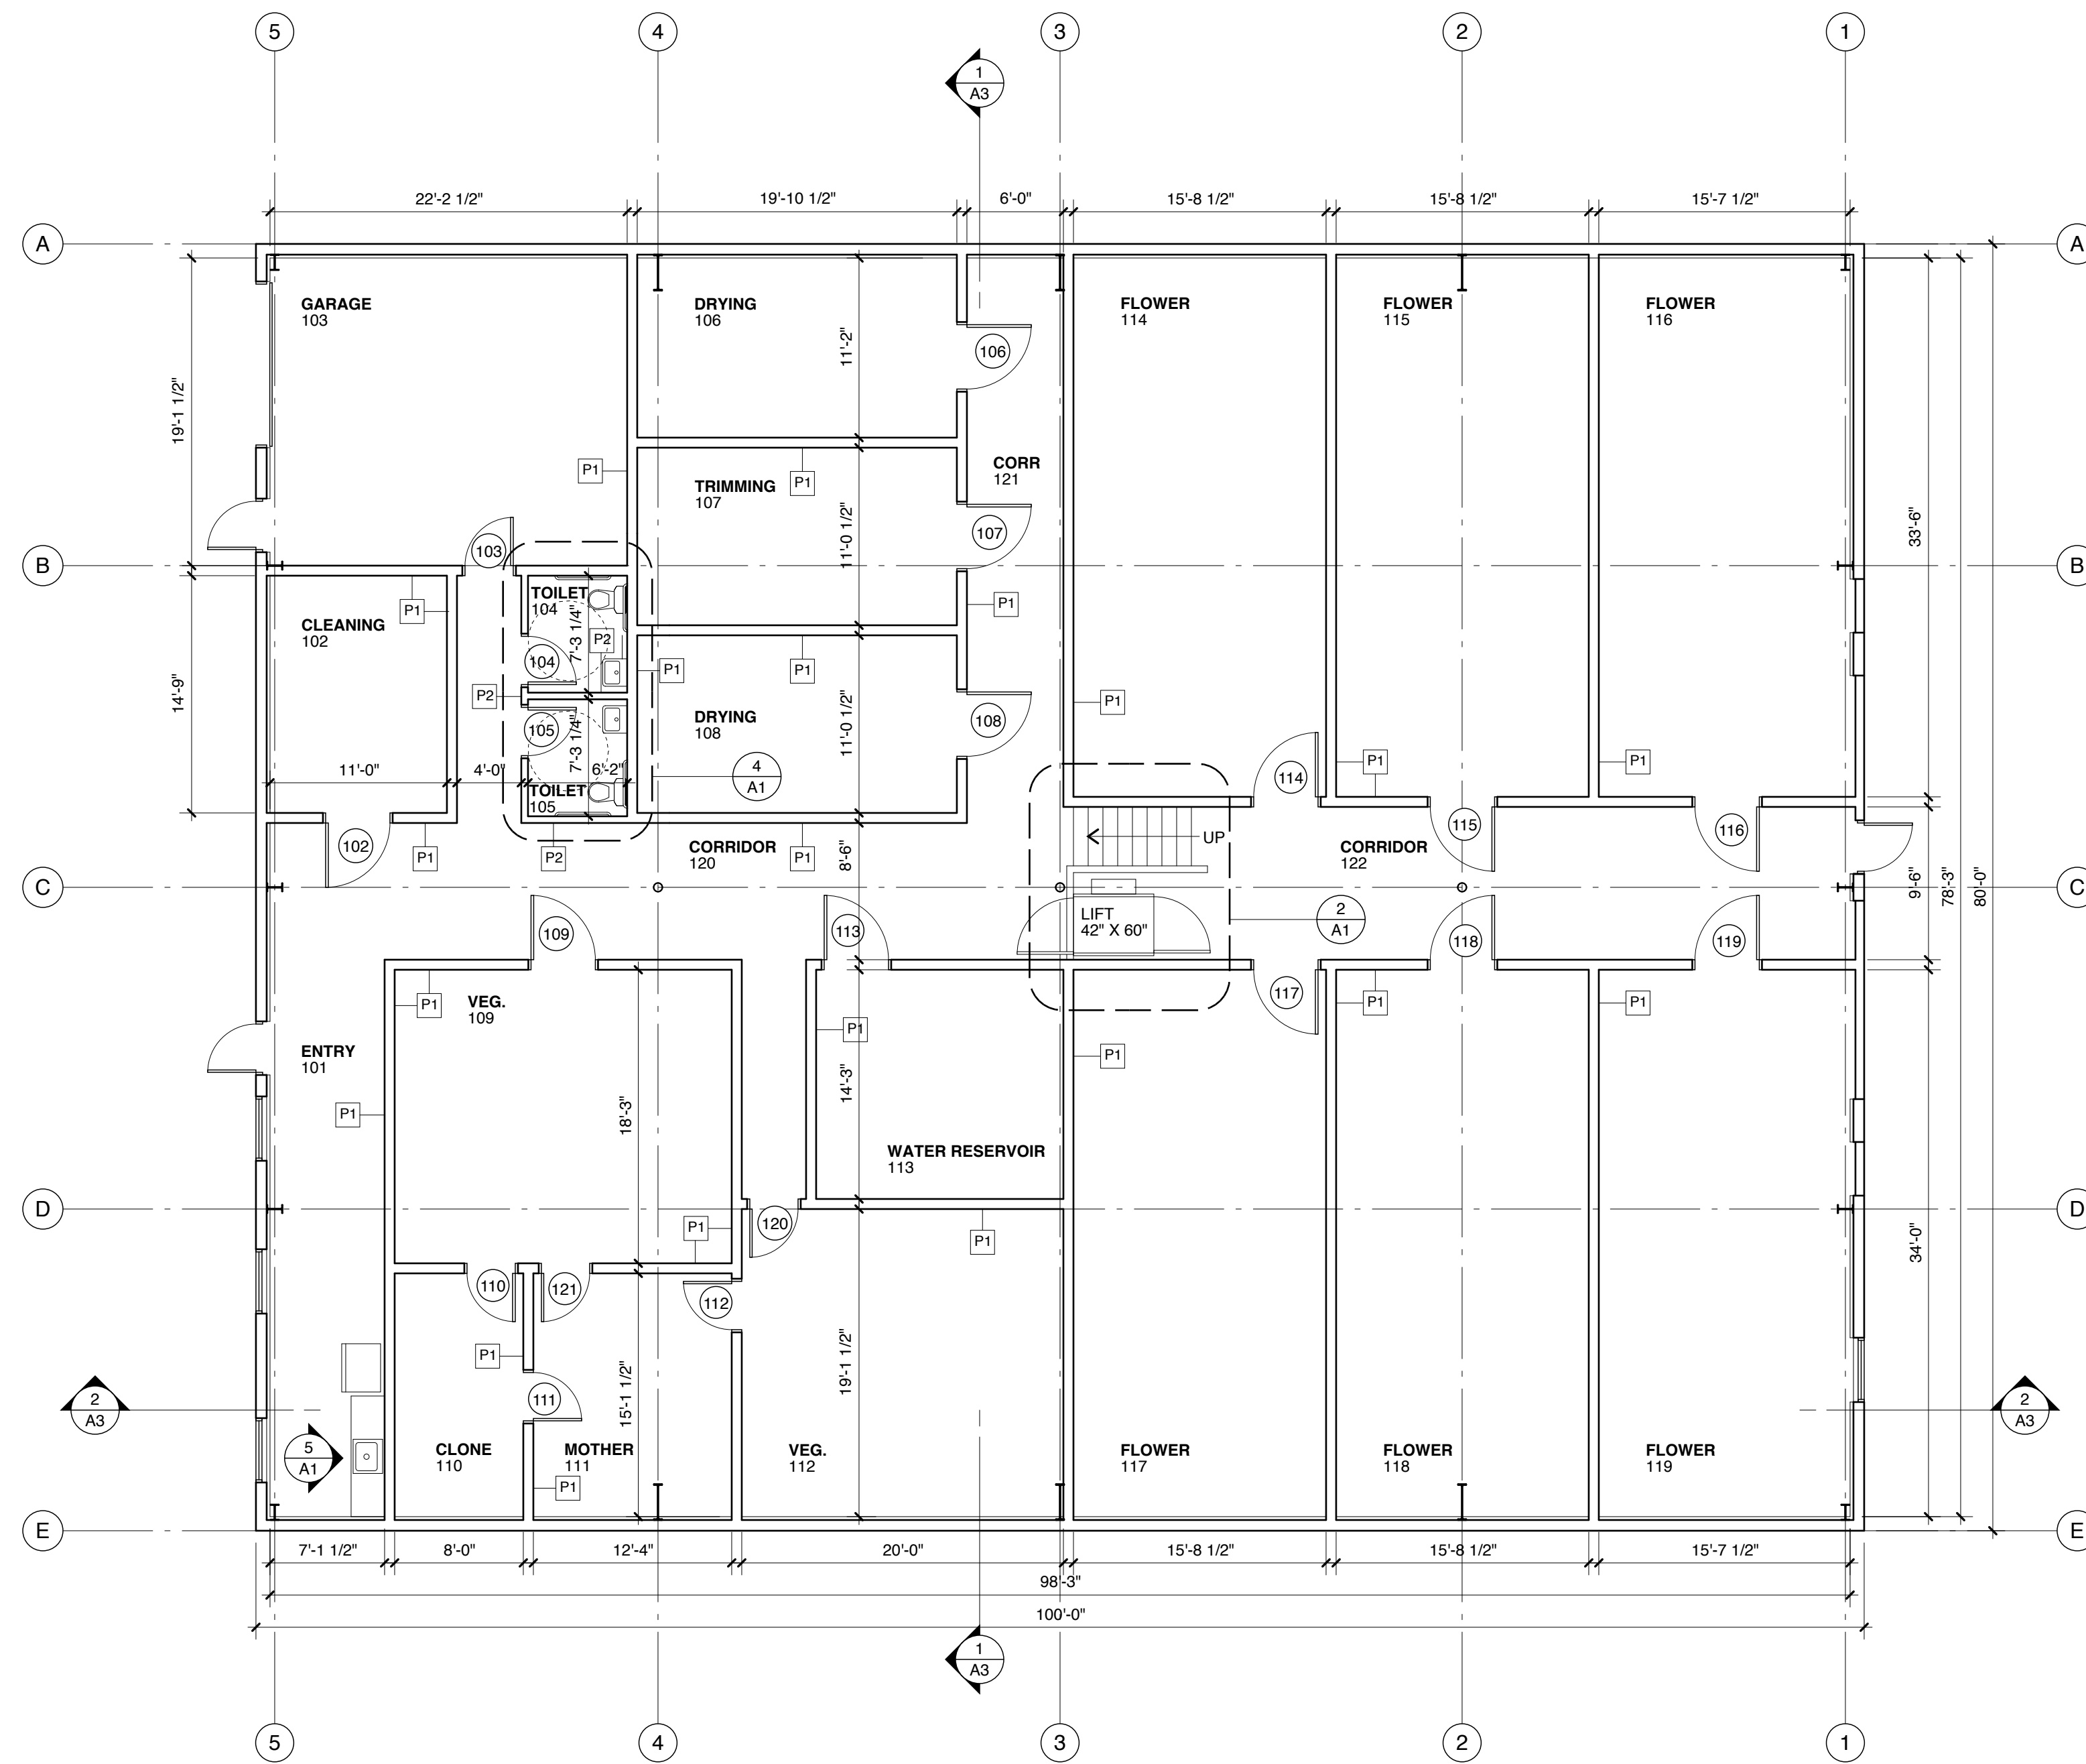 5 4 3 2 1
1
A3
22'-2 1/2" 19'-10 1/2" 6'-0" 15'-8 1/2" 15'-8 1/2" 15'-7 1/2"
A A
GARAGE
103
DRYING
106
FLOWER
114
FLOWER
115
FLOWER
116
11'-2"
106
19'-1 1/2"
P1
TRIMMING
107
P1
CORR
121
11'-0 1/2"
107
33'-6"
103
B B
TOILET
104
7'-3 1/4"
P1
CLEANING
102
P1
P2
104
P1
P1
P2
14'-9"
P1
105
7'-3 1/4"
DRYING
108
11'-0 1/2"
108
11'-0" 4'-0" 6'-2"
4
A1
TOILET
105
114
P1
P1
115
116
UP
102
P1
P2
CORRIDOR
120
P1
8'-6"
CORRIDOR
122
C C
9'-6"
78'-3"
80'-0"
LIFT
42" X 60"
2
A1
109
113
118
119
VEG.
109
P1
117
P1
P1
P1
P1
ENTRY
101
P1
18'-3"
14'-3"
WATER RESERVOIR
113
D D
P1
120
P1
34'-0"
110
121
112
P1
111
15'-1 1/2"
19'-1 1/2"
2
A3
2
A3
5
A1
CLONE
110
MOTHER
111
P1
VEG.
112
FLOWER
117
FLOWER
118
FLOWER
119
E E
7'-1 1/2" 8'-0" 12'-4" 20'-0" 15'-8 1/2" 15'-8 1/2" 15'-7 1/2"
98'-3"
100'-0"
1
A3
5 4 3 2 1